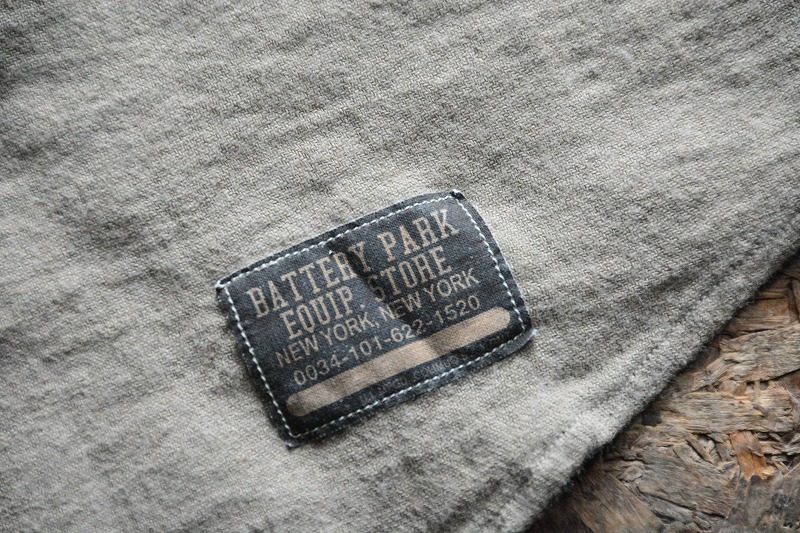 BATTERY PARK
EQUIP. STORE
NEW YORK, NEW YORK
0034-101-622-1520